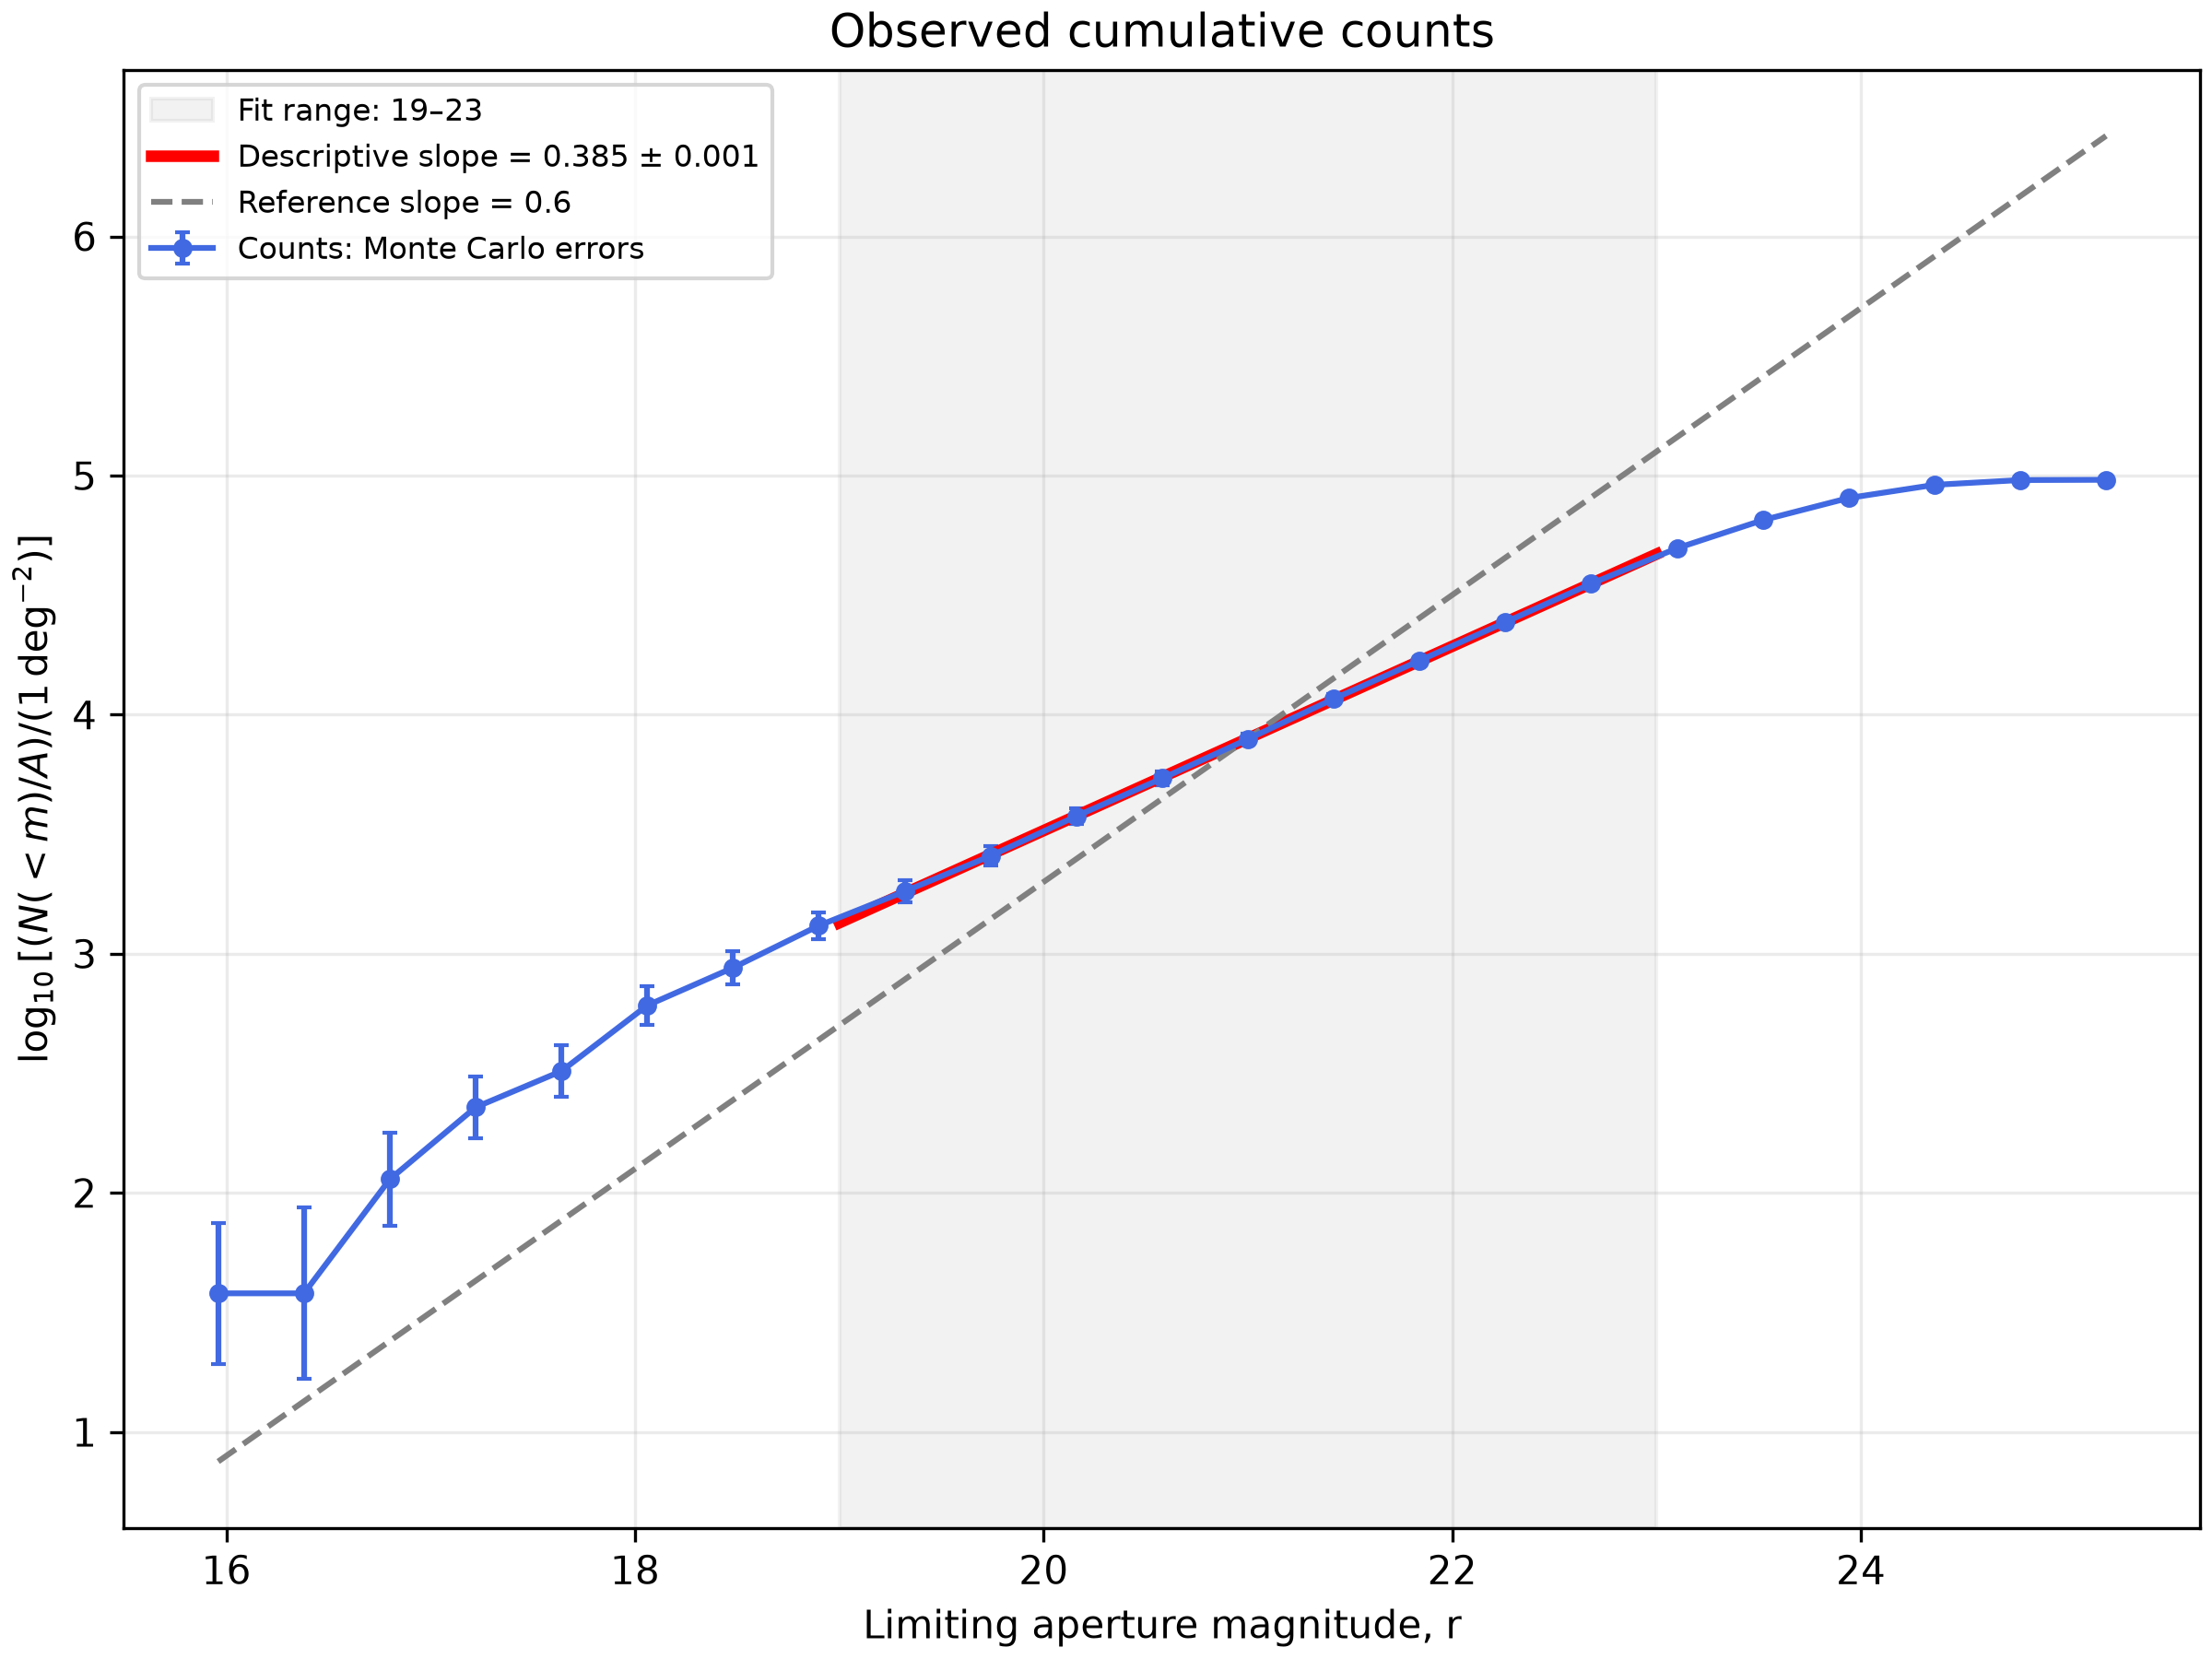 Observed cumulative counts
Fit range: 19–23
Descriptive slope = 0.385 ± 0.001
Reference slope = 0.6
Counts: Monte Carlo errors
log₁₀[(N(<m)/A)/(1 deg⁻²)]
6
5
4
3
2
1
16 18 20 22 24
Limiting aperture magnitude, r